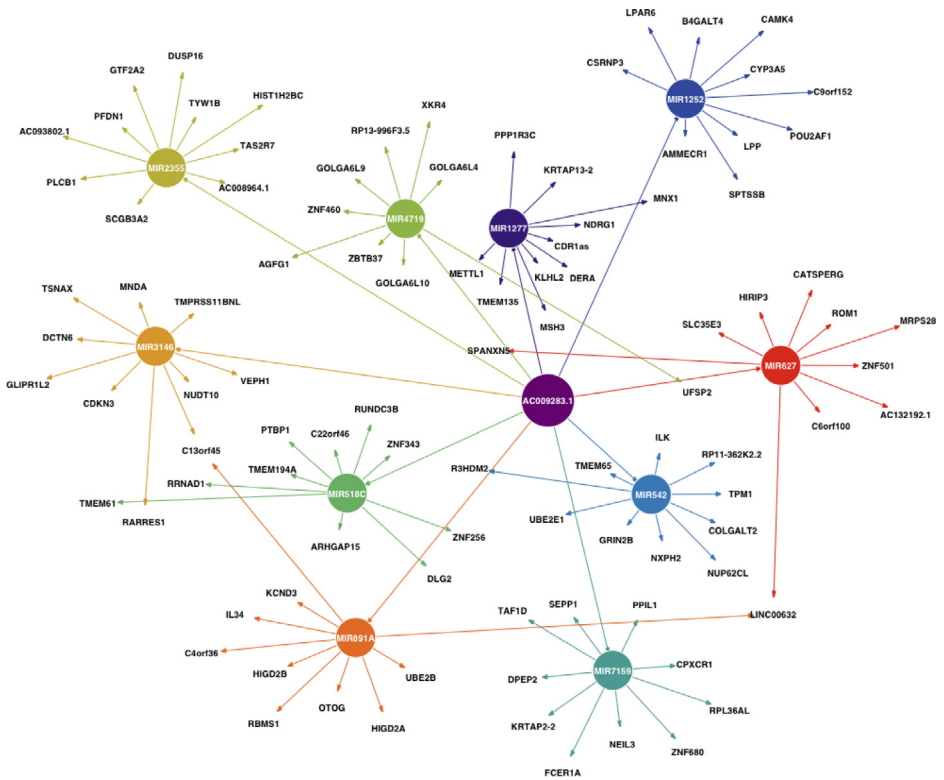 LPAR6
B4GALT4
CAMK4
CSRNP3
CYP3A5
C9orf152
MIR1252
POU2AF1
LPP
AMMECR1
SPTSSB
DUSP16
GTF2A2
HIST1H2BC
TYW1B
PFDN1
AC093802.1
TAS2R7
MIR2355
PLCB1
AC008964.1
SCGB3A2
XKR4
RP13-996F3.5
GOLGA6L9
GOLGA6L4
ZNF460
MIR4719
ZBTB37
AGFG1
GOLGA6L10
PPP1R3C
KRTAP13-2
MNX1
NDRG1
MIR1277
CDR1as
METTL1
KLHL2
DERA
TMEM135
MSH3
TSNAX
MNDA
TMPRSS11BNL
DCTN6
MIR3146
GLIPR1L2
VEPH1
NUDT10
CDKN3
C13orf45
RARRES1
CATSPERG
HIRIP3
ROM1
MRPS28
SLC35E3
SPANXN5
MIR627
ZNF501
UFSP2
AC132192.1
C6orf100
AC009283.1
RUNDC3B
PTBP1
C22orf46
ZNF343
TMEM194A
RRNAD1
MIR518C
TMEM61
ZNF256
ARHGAP15
DLG2
ILK
RP11-362K2.2
TMEM65
R3HDM2
MIR542
TPM1
UBE2E1
COLGALT2
GRIN2B
NXPH2
NUP62CL
KCND3
IL34
LINC00632
MIR891A
C4orf36
HIGD2B
UBE2B
OTOG
RBMS1
HIGD2A
SEPP1
PPIL1
TAF1D
CPXCR1
DPEP2
MIR7159
RPL36AL
KRTAP2-2
NEIL3
ZNF680
FCER1A